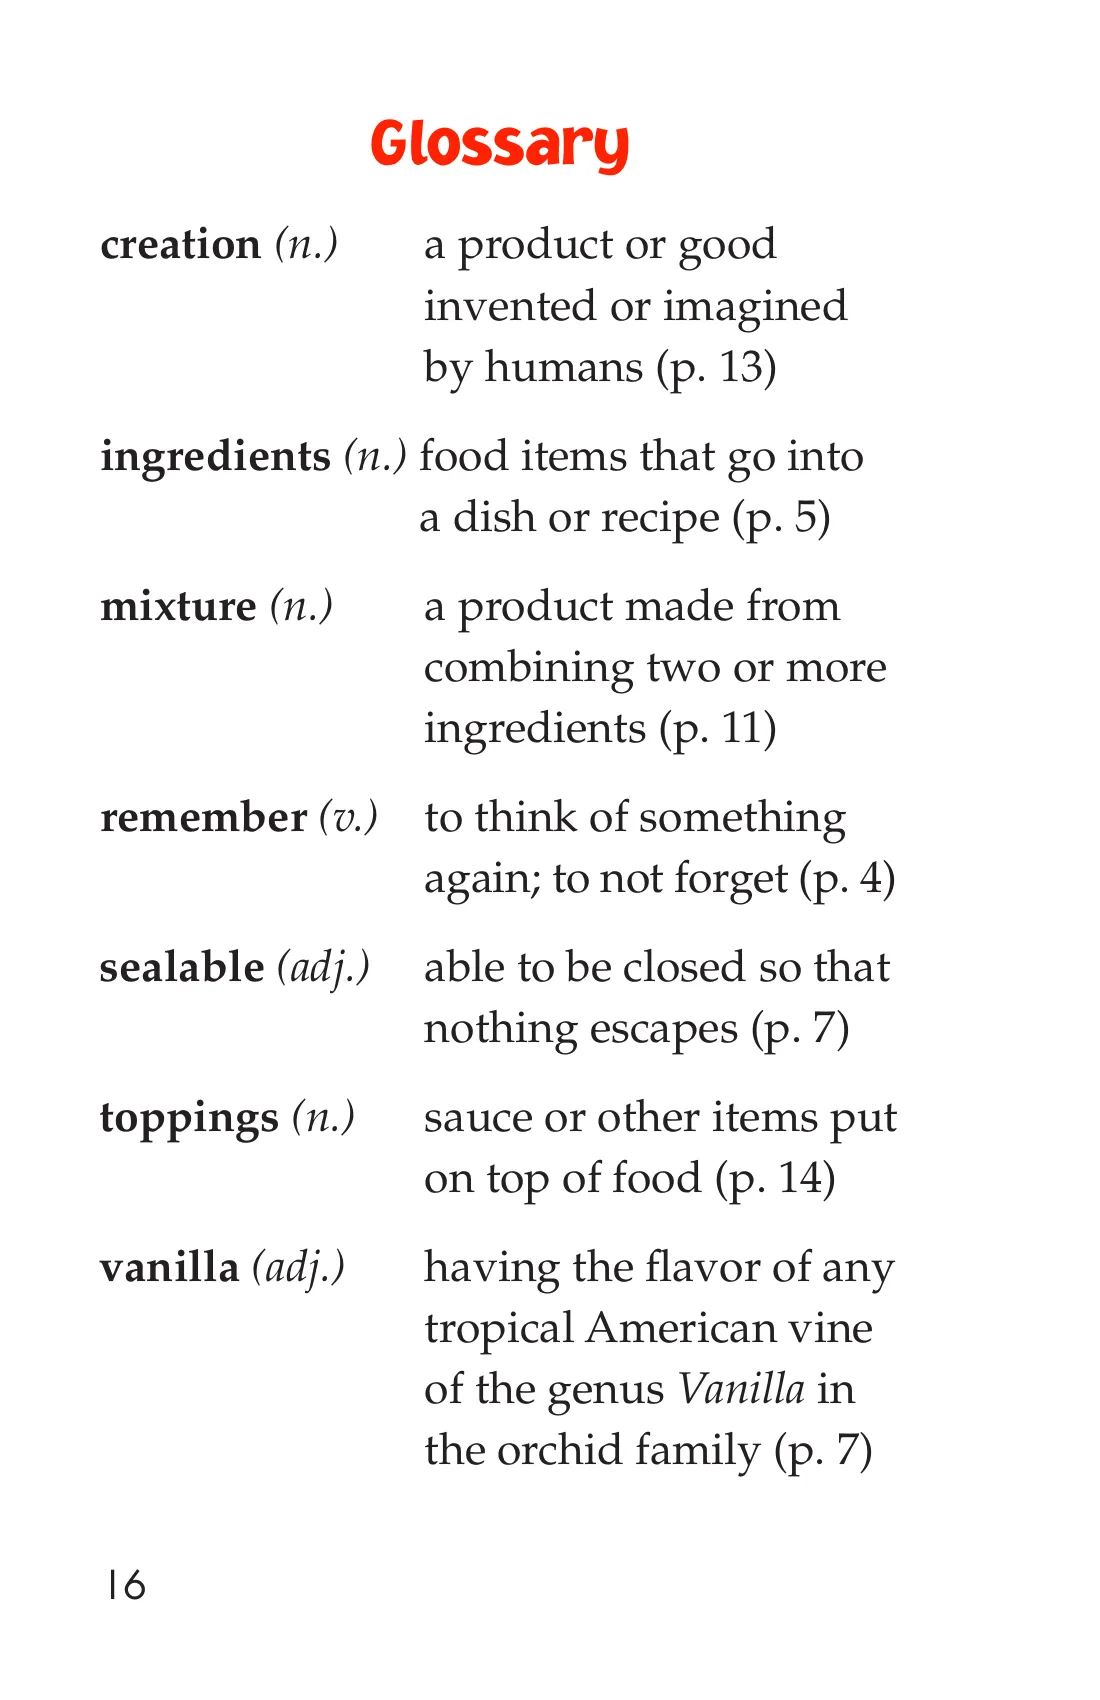 Glossary
creation (n.) a product or good
invented or imagined
by humans (p. 13)
ingredients (n.) food items that go into
a dish or recipe (p. 5)
mixture (n.) a product made from
combining two or more
ingredients (p. 11)
remember (v.) to think of something
again; to not forget (p. 4)
sealable (adj.) able to be closed so that
nothing escapes (p. 7)
toppings (n.) sauce or other items put
on top of food (p. 14)
vanilla (adj.) having the flavor of any
tropical American vine
of the genus Vanilla in
the orchid family (p. 7)
16